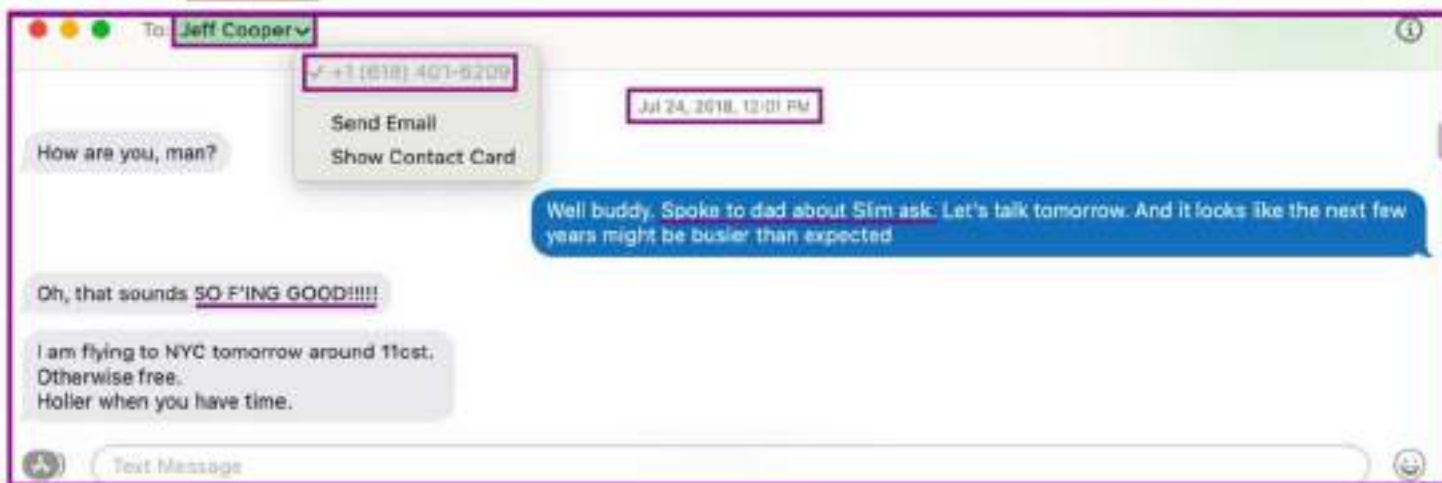 To: Jeff Cooper
✓ +1 (618) 401-6209
Send Email
Show Contact Card
Jul 24, 2018, 12:01 PM
How are you, man?
Well buddy. Spoke to dad about Slim ask. Let's talk tomorrow. And it looks like the next few
years might be busier than expected
Oh, that sounds SO F'ING GOOD!!!!!
I am flying to NYC tomorrow around 11cst.
Otherwise free.
Holler when you have time.
Text Message